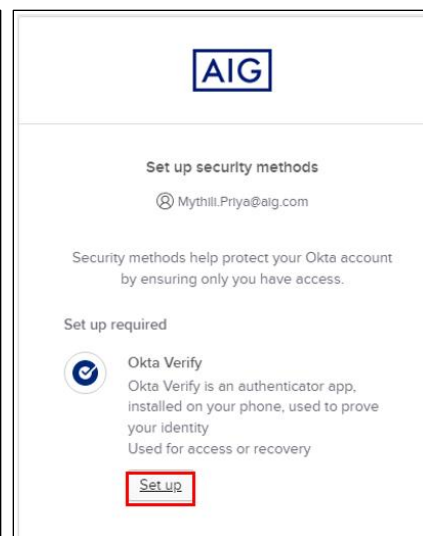 AIG
Set up security methods
Mythili.Priya@aig.com
Security methods help protect your Okta account
by ensuring only you have access.
Set up required
Okta Verify
Okta Verify is an authenticator app,
installed on your phone, used to prove
your identity
Used for access or recovery
Set up